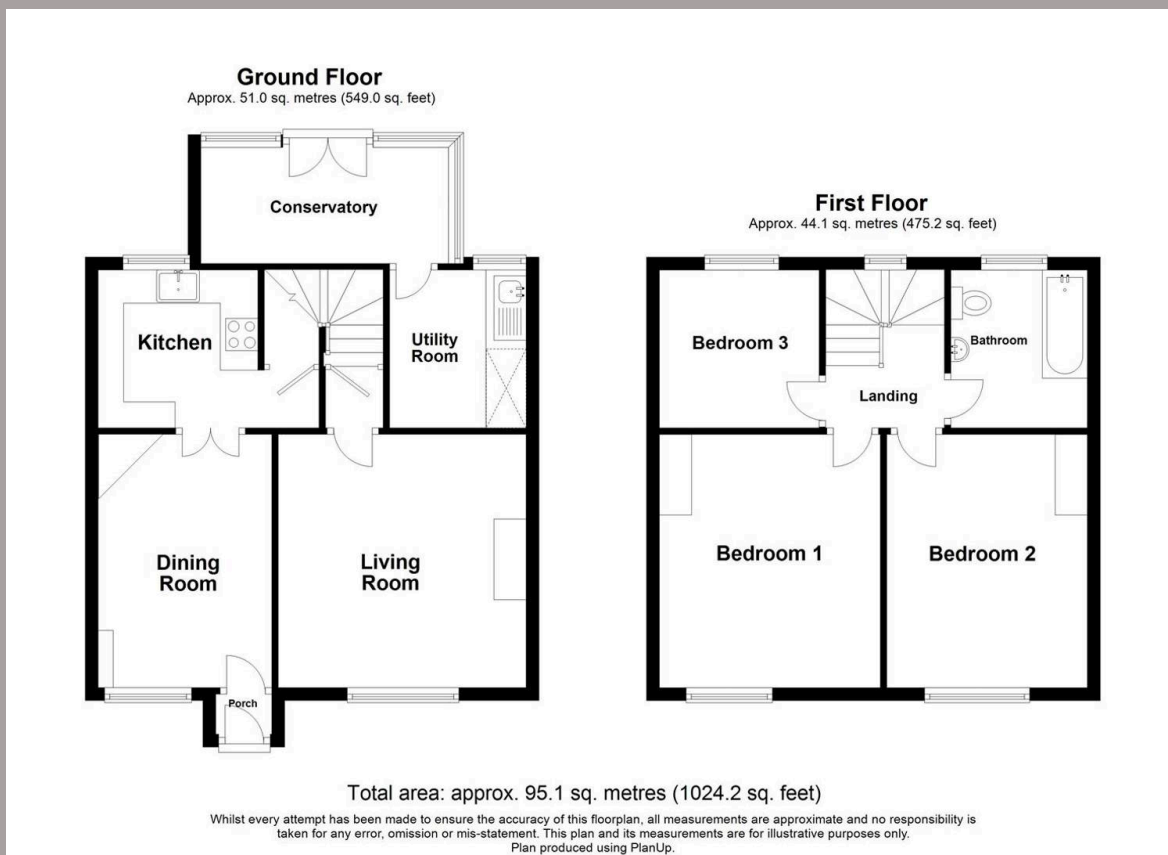 Ground Floor
Approx. 51.0 sq. metres (549.0 sq. feet)
Conservatory
Kitchen
Utility
Room
Dining
Room
Living
Room
Porch
First Floor
Approx. 44.1 sq. metres (475.2 sq. feet)
Bedroom 3
Bathroom
Landing
Bedroom 1
Bedroom 2
Total area: approx. 95.1 sq. metres (1024.2 sq. feet)
Whilst every attempt has been made to ensure the accuracy of this floorplan, all measurements are approximate and no responsibility is
taken for any error, omission or mis-statement. This plan and its measurements are for illustrative purposes only.
Plan produced using PlanUp.